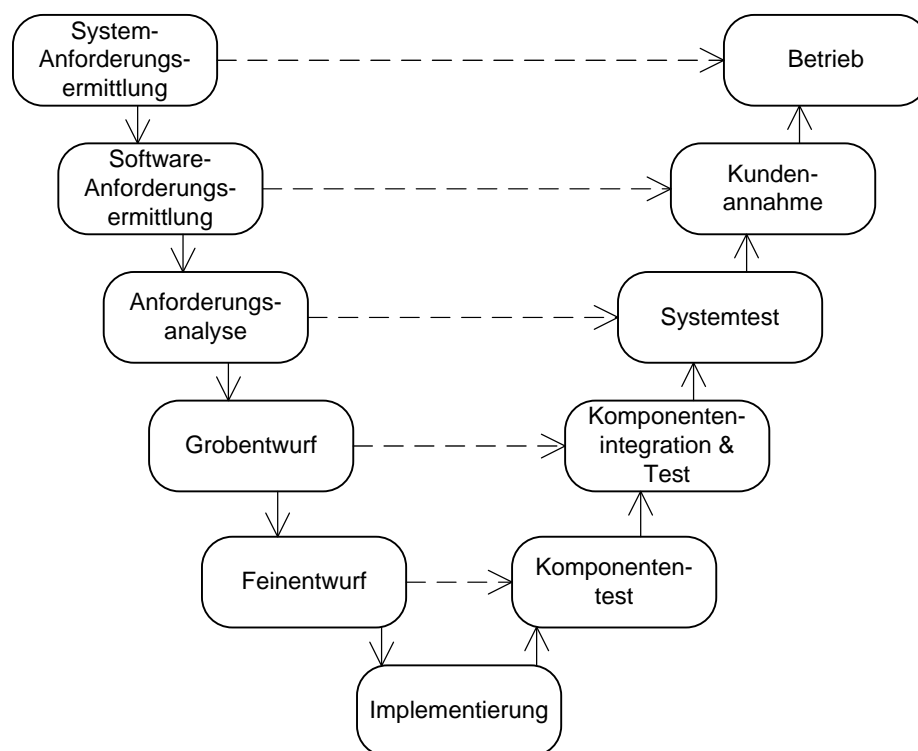 System-
Anforderungs-
ermittlung
Betrieb
Software-
Anforderungs-
ermittlung
Kunden-
annahme
Anforderungs-
analyse
Systemtest
Grobentwurf
Komponenten-
integration &
Test
Feinentwurf
Komponenten-
test
Implementierung